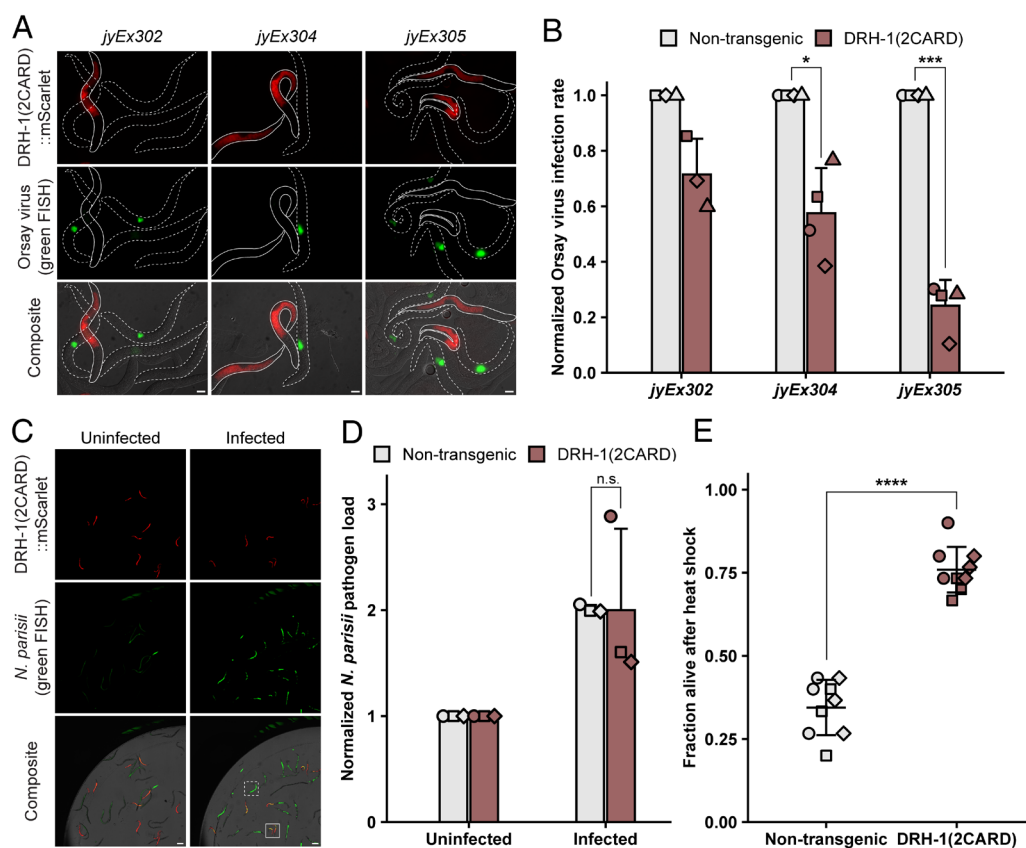 A
jyEx302 jyEx304 jyEx305
DRH-1(2CARD)
::mScarlet
Orsay virus
(green FISH)
Composite
B
Non-transgenic DRH-1(2CARD)
Normalized Orsay virus infection rate
* ***
1.0
0.8
0.6
0.4
0.2
0.0
jyEx302 jyEx304 jyEx305
C
Uninfected Infected
DRH-1(2CARD)
::mScarlet
N. parisii
(green FISH)
Composite
D
Non-transgenic DRH-1(2CARD)
Normalized N. parisii pathogen load
n.s.
3
2
1
0
Uninfected Infected
E
Fraction alive after heat shock
****
1.00
0.75
0.50
0.25
0.00
Non-transgenic DRH-1(2CARD)